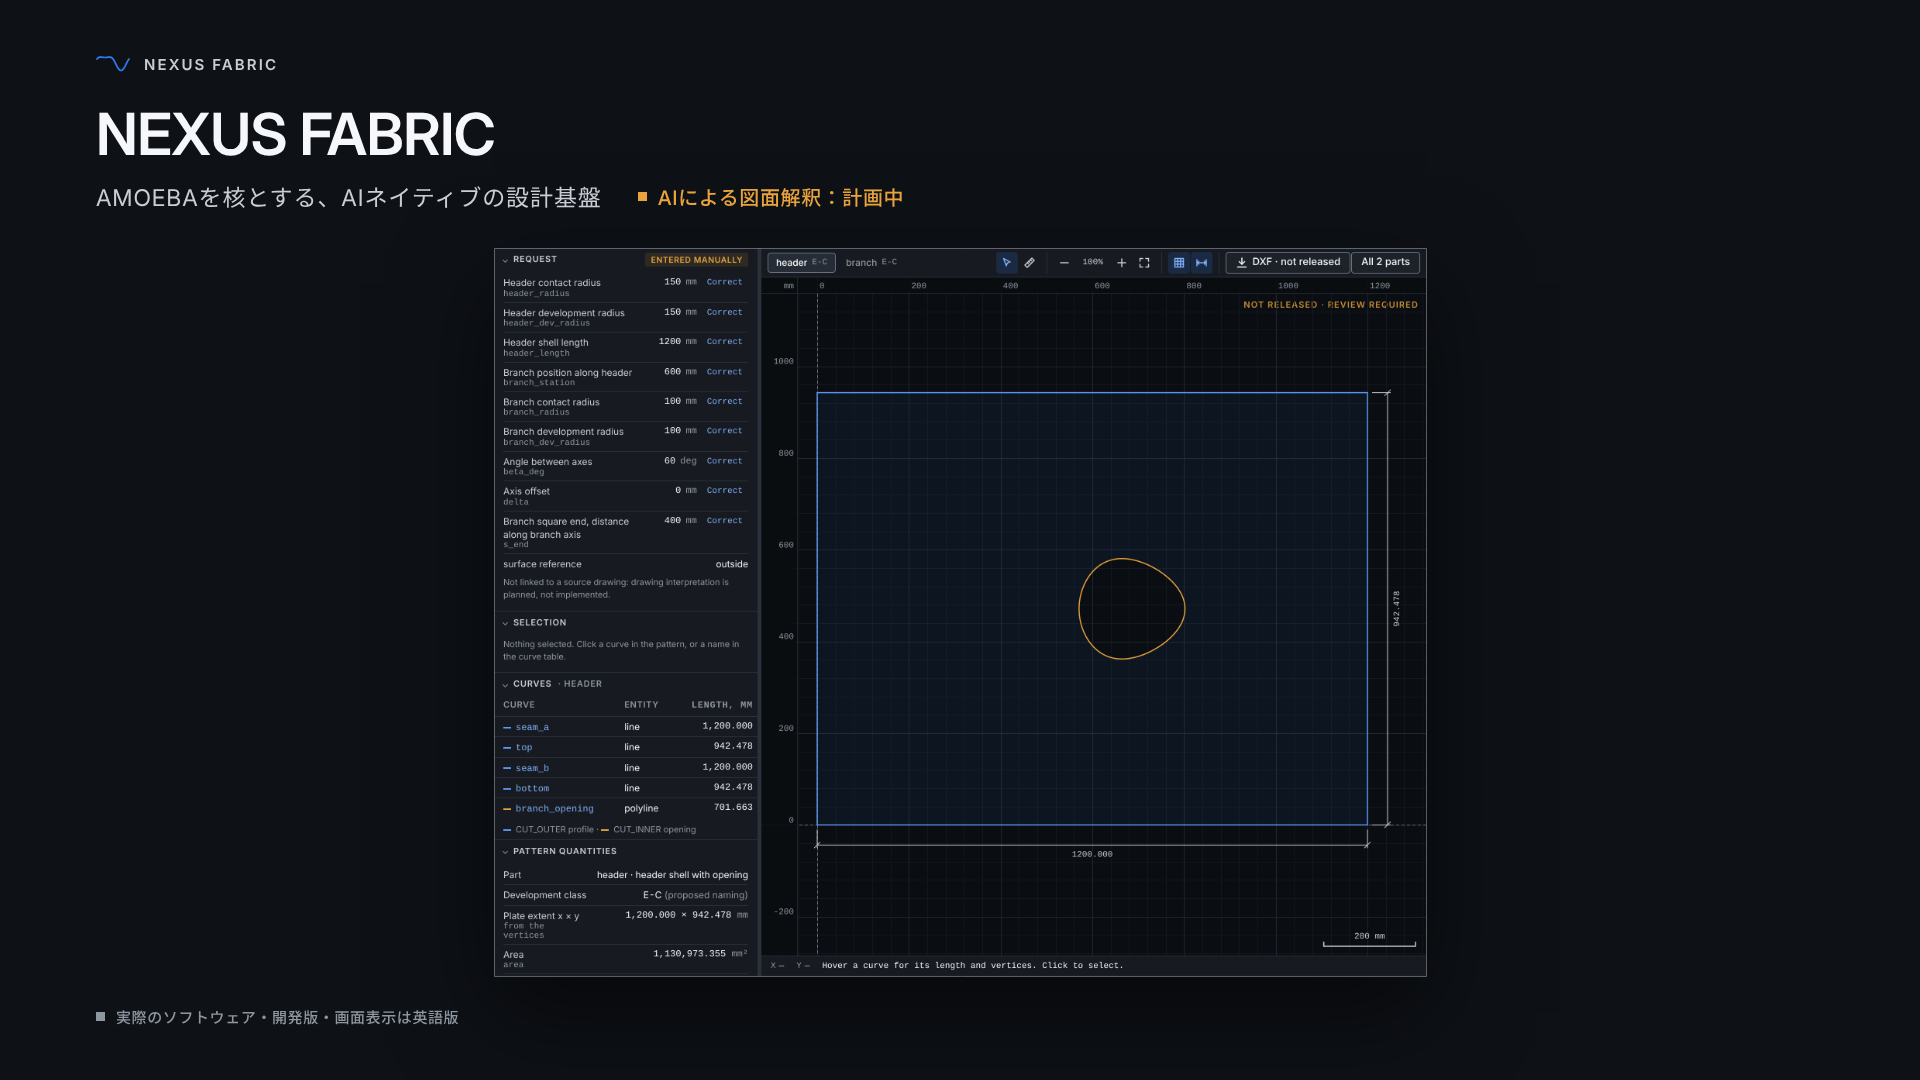 NEXUS FABRIC
NEXUS FABRIC
AMOEBAを核とする、AIネイティブの設計基盤
AIによる図面解釈：計画中
REQUEST
ENTERED MANUALLY
Header contact radius 150 mm Correct
header_radius
Header development radius 150 mm Correct
header_dev_radius
Header shell length 1200 mm Correct
header_length
Branch position along header 600 mm Correct
branch_station
Branch contact radius 100 mm Correct
branch_radius
Branch development radius 100 mm Correct
branch_dev_radius
Angle between axes 60 deg Correct
beta_deg
Axis offset 0 mm Correct
delta
Branch square end, distance along branch axis 400 mm Correct
s_end
surface reference outside
Not linked to a source drawing: drawing interpretation is
planned, not implemented.
SELECTION
Nothing selected. Click a curve in the pattern, or a name in
the curve table.
CURVES · HEADER
CURVE ENTITY LENGTH, MM
seam_a line 1,200.000
top line 942.478
seam_b line 1,200.000
bottom line 942.478
branch_opening polyline 701.663
CUT_OUTER profile · CUT_INNER opening
PATTERN QUANTITIES
Part header · header shell with opening
Development class E-C (proposed naming)
Plate extent x × y 1,200.000 × 942.478 mm
from the
vertices
Area 1,130,973.355 mm²
area
header E-C
branch E-C
100%
DXF · not released
All 2 parts
mm 0 200 400 600 800 1000 1200
NOT RELEASED · REVIEW REQUIRED
1000
800
600
400
200
0
-200
942.478
1200.000
200 mm
X — Y — Hover a curve for its length and vertices. Click to select.
実際のソフトウェア・開発版・画面表示は英語版